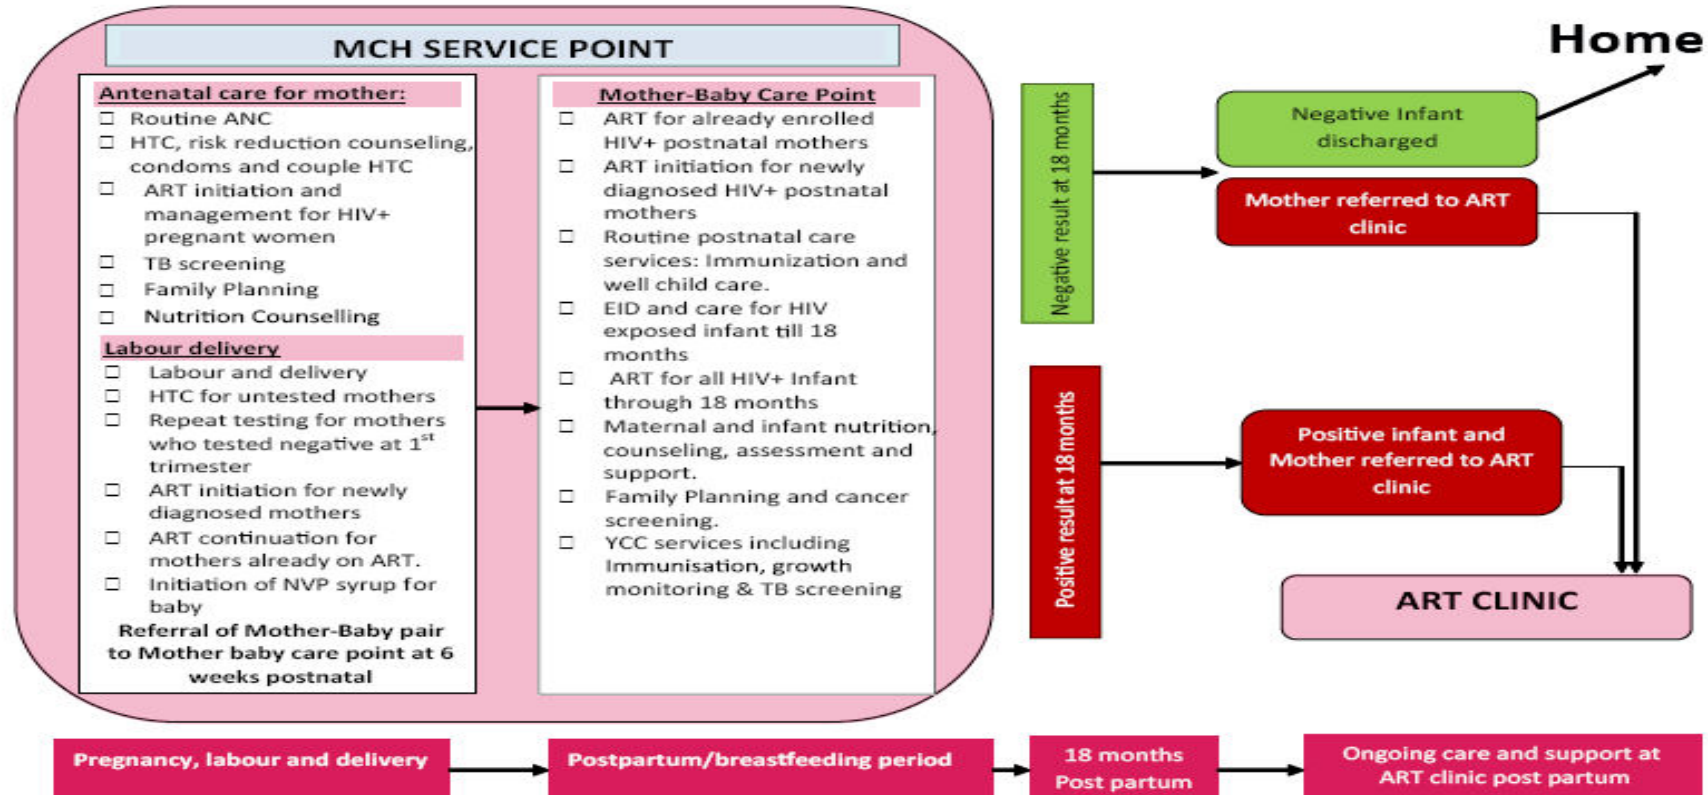 MCH SERVICE POINT
Antenatal care for mother:
☐ Routine ANC
☐ HTC, risk reduction counseling,
condoms and couple HTC
☐ ART initiation and
management for HIV+
pregnant women
☐ TB screening
☐ Family Planning
☐ Nutrition Counselling
Labour delivery
☐ Labour and delivery
☐ HTC for untested mothers
☐ Repeat testing for mothers
who tested negative at 1st
trimester
☐ ART initiation for newly
diagnosed mothers
☐ ART continuation for
mothers already on ART.
☐ Initiation of NVP syrup for
baby
Referral of Mother-Baby pair
to Mother baby care point at 6
weeks postnatal
Mother-Baby Care Point
☐ ART for already enrolled
HIV+ postnatal mothers
☐ ART initiation for newly
diagnosed HIV+ postnatal
mothers
☐ Routine postnatal care
services: Immunization and
well child care.
☐ EID and care for HIV
exposed infant till 18
months
☐ ART for all HIV+ Infant
through 18 months
☐ Maternal and infant nutrition,
counseling, assessment and
support.
☐ Family Planning and cancer
screening.
☐ YCC services including
Immunisation, growth
monitoring & TB screening
Negative result at 18 months
Negative Infant
discharged
Home
Mother referred to ART
clinic
Positive result at 18 months
Positive infant and
Mother referred to ART
clinic
ART CLINIC
Pregnancy, labour and delivery
Postpartum/breastfeeding period
18 months
Post partum
Ongoing care and support at
ART clinic post partum